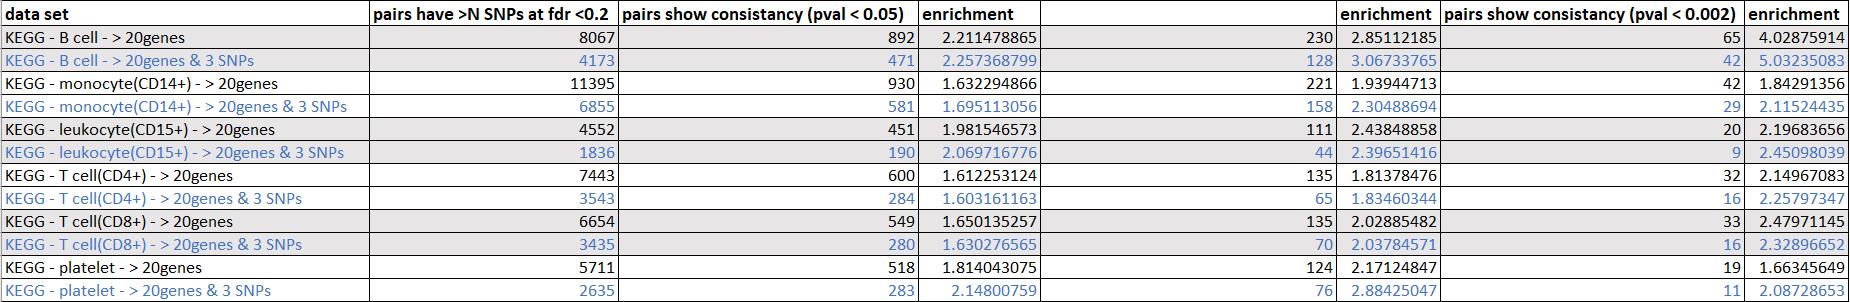 data set pairs have >N SNPs at fdr <0.2 pairs show consistancy (pval < 0.05) enrichment enrichment pairs show consistancy (pval < 0.002) enrichment
KEGG - B cell - > 20genes 8067 892 2.211478865 230 2.85112185 65 4.02875914
KEGG - B cell - > 20genes & 3 SNPs 4173 471 2.257368799 128 3.06733765 42 5.03235083
KEGG - monocyte(CD14+) - > 20genes 11395 930 1.632294866 221 1.93944713 42 1.84291356
KEGG - monocyte(CD14+) - > 20genes & 3 SNPs 6855 581 1.695113056 158 2.30488694 29 2.11524435
KEGG - leukocyte(CD15+) - > 20genes 4552 451 1.981546573 111 2.43848858 20 2.19683656
KEGG - leukocyte(CD15+) - > 20genes & 3 SNPs 1836 190 2.069716776 44 2.39651416 9 2.45098039
KEGG - T cell(CD4+) - > 20genes 7443 600 1.612253124 135 1.81378476 32 2.14967083
KEGG - T cell(CD4+) - > 20genes & 3 SNPs 3543 284 1.603161163 65 1.83460344 16 2.25797347
KEGG - T cell(CD8+) - > 20genes 6654 549 1.650135257 135 2.02885482 33 2.47971145
KEGG - T cell(CD8+) - > 20genes & 3 SNPs 3435 280 1.630276565 70 2.03784571 16 2.32896652
KEGG - platelet - > 20genes 5711 518 1.814043075 124 2.17124847 19 1.66345649
KEGG - platelet - > 20genes & 3 SNPs 2635 283 2.14800759 76 2.88425047 11 2.08728653